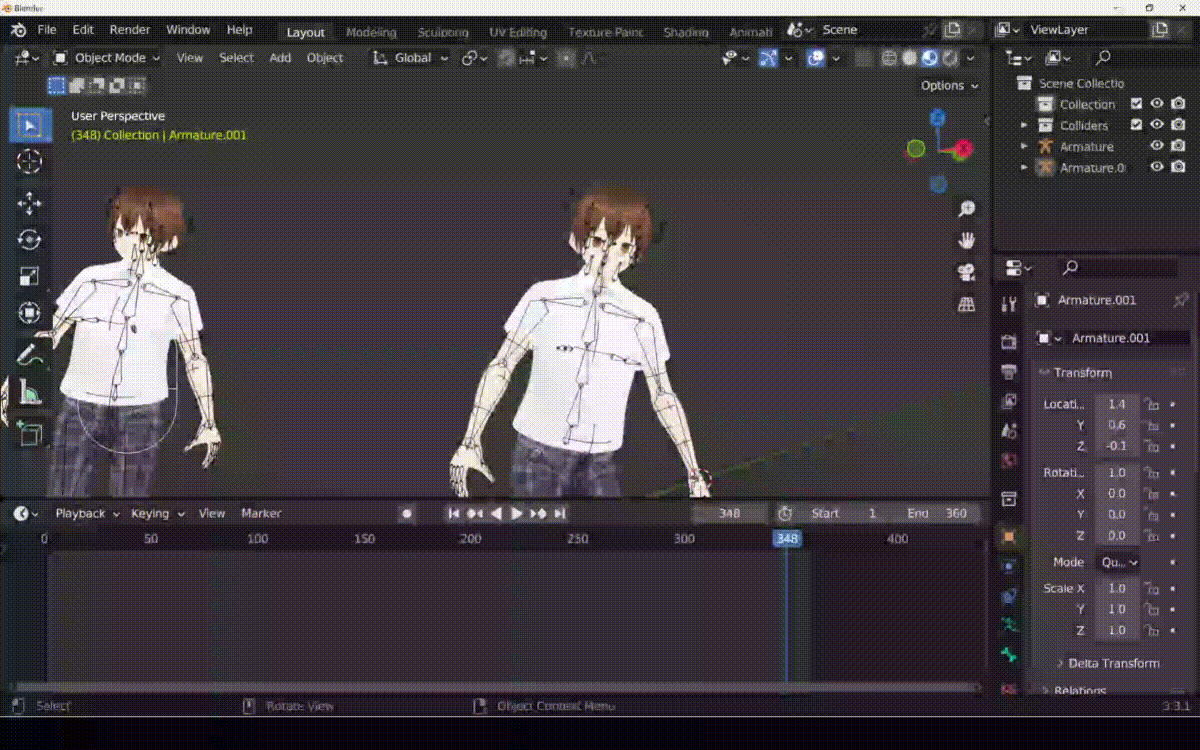 Blender
File Edit Render Window Help Layout Modeling Sculpting UV Editing Texture Paint Shading Animati Scene ViewLayer
Object Mode View Select Add Object Global
Options
User Perspective
(348) Collection | Armature.001
Scene Collectio
Collection
Colliders
Armature
Armature.0
Armature.001
Armature.001
Transform
Locati... 1.4
Y 0.6
Z -0.1
Rotati... 1.0
X 0.0
Y 0.0
Z 0.0
Mode Qu...
Scale X 1.0
Y 1.0
Z 1.0
Delta Transform
Relations
Playback Keying View Marker 348 Start 1 End 360
0 50 100 150 200 250 300 348 400
Select Rotate View Object Context Menu 3.3.1